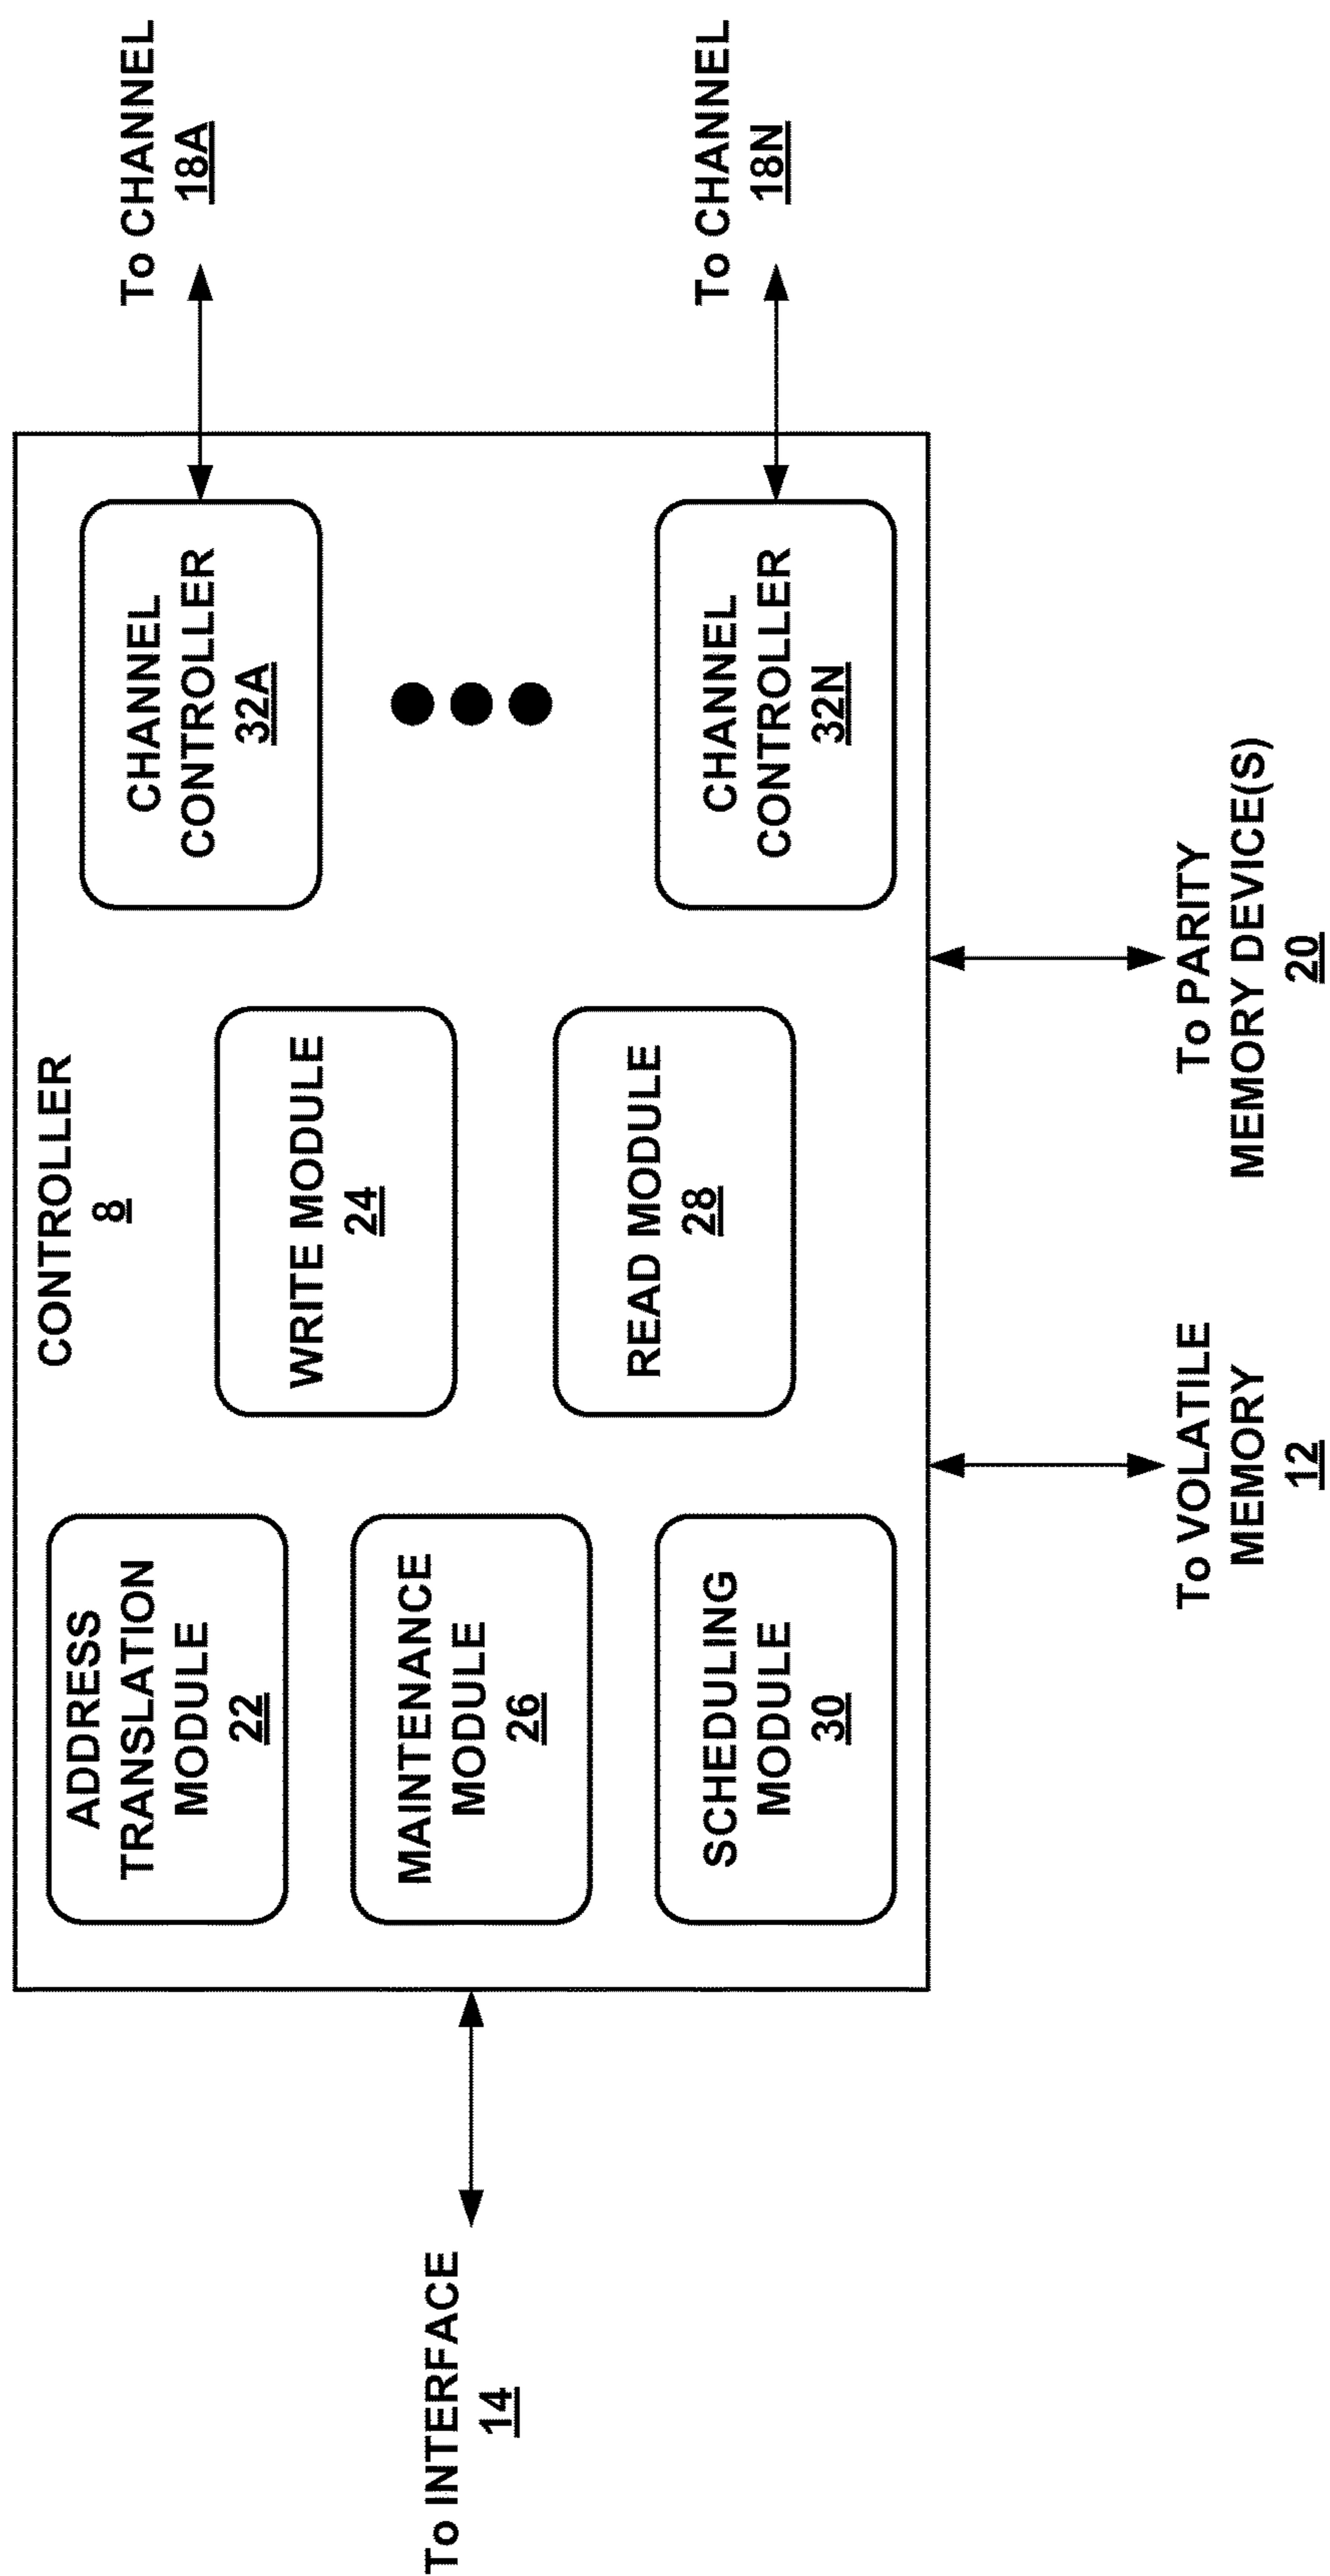 CONTROLLER
8
ADDRESS
TRANSLATION
MODULE
22
MAINTENANCE
MODULE
26
SCHEDULING
MODULE
30
WRITE MODULE
24
READ MODULE
28
CHANNEL
CONTROLLER
32A
CHANNEL
CONTROLLER
32N
To INTERFACE
14
To CHANNEL
18A
To CHANNEL
18N
To VOLATILE
MEMORY
12
To PARITY
MEMORY DEVICE(S)
20